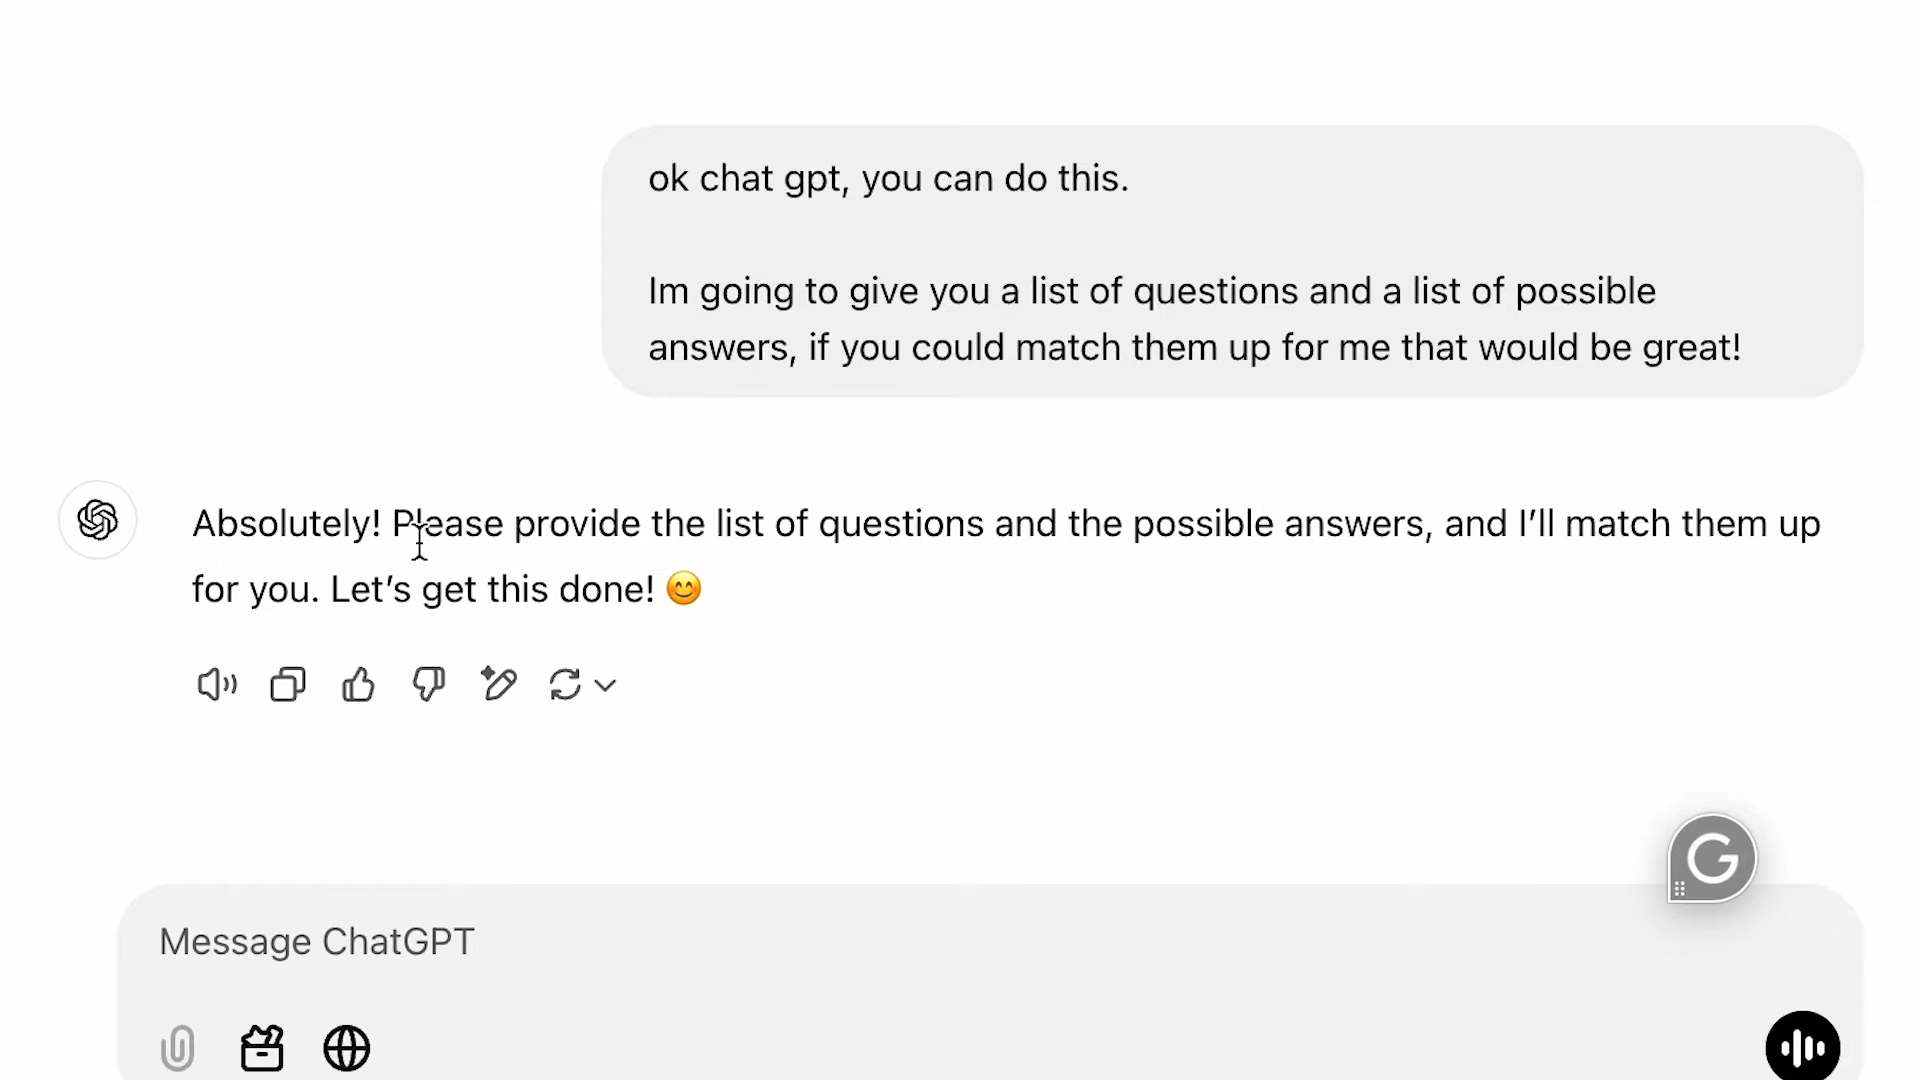 ok chat gpt, you can do this.
Im going to give you a list of questions and a list of possible
answers, if you could match them up for me that would be great!
Absolutely! Please provide the list of questions and the possible answers, and I’ll match them up
for you. Let’s get this done! 😊
G
Message ChatGPT